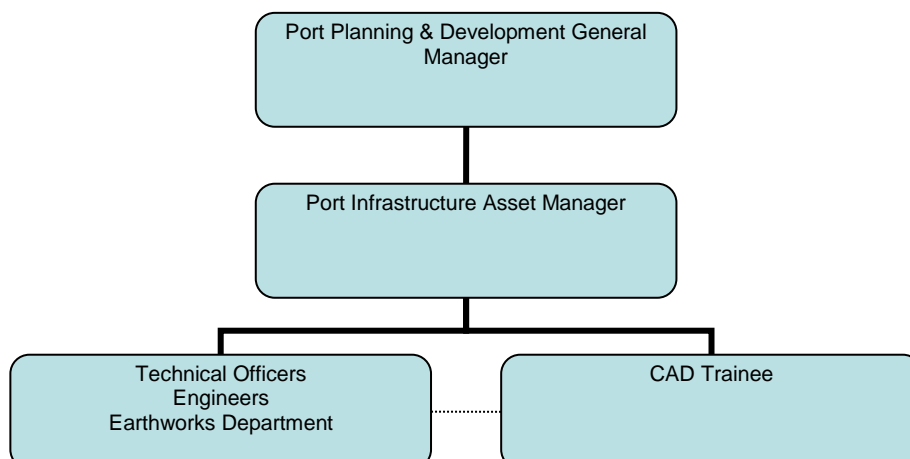 Port Planning & Development General
Manager
Port Infrastructure Asset Manager
Technical Officers
Engineers
Earthworks Department
CAD Trainee